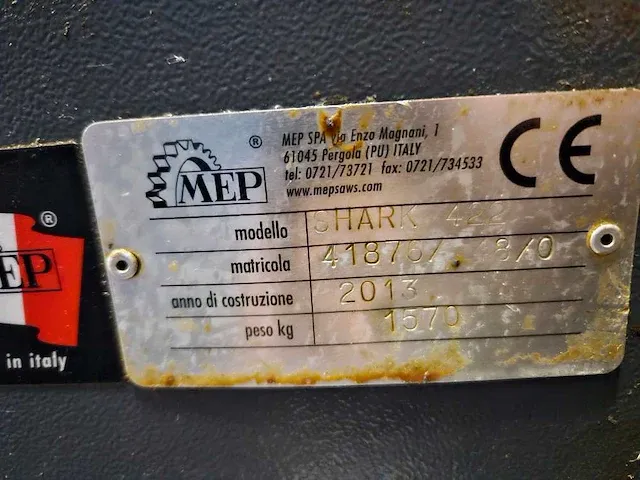 MEP
®
MEP SPA via Enzo Magnani, 1
61045 Pergola (PU) ITALY
tel: 0721/73721 fax: 0721/734533
www.mepsaws.com
CE
modello SHARK 422
matricola
anno di costruzione 2013
peso kg 1570
®
MEP
in italy